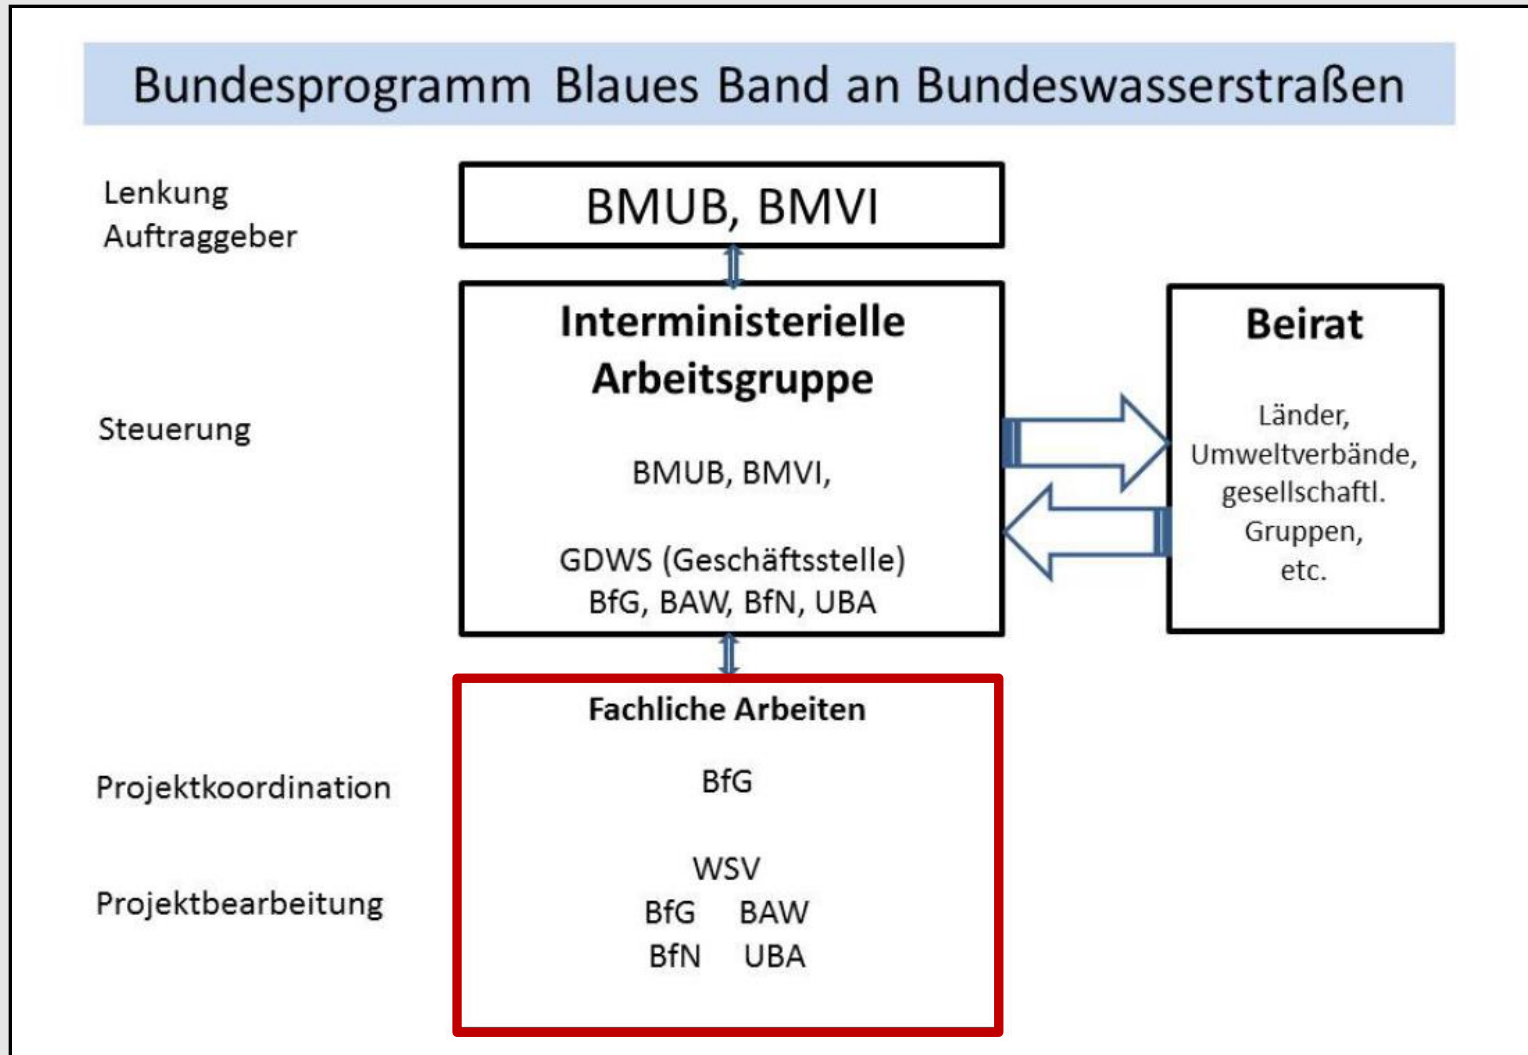 Bundesprogramm Blaues Band an Bundeswasserstraßen
Lenkung
Auftraggeber
BMUB, BMVI
Steuerung
Interministerielle
Arbeitsgruppe
BMUB, BMVI,
GDWS (Geschäftsstelle)
BfG, BAW, BfN, UBA
Beirat
Länder,
Umweltverbände,
gesellschaftl.
Gruppen,
etc.
Fachliche Arbeiten
Projektkoordination
BfG
Projektbearbeitung
WSV
BfG BAW
BfN UBA